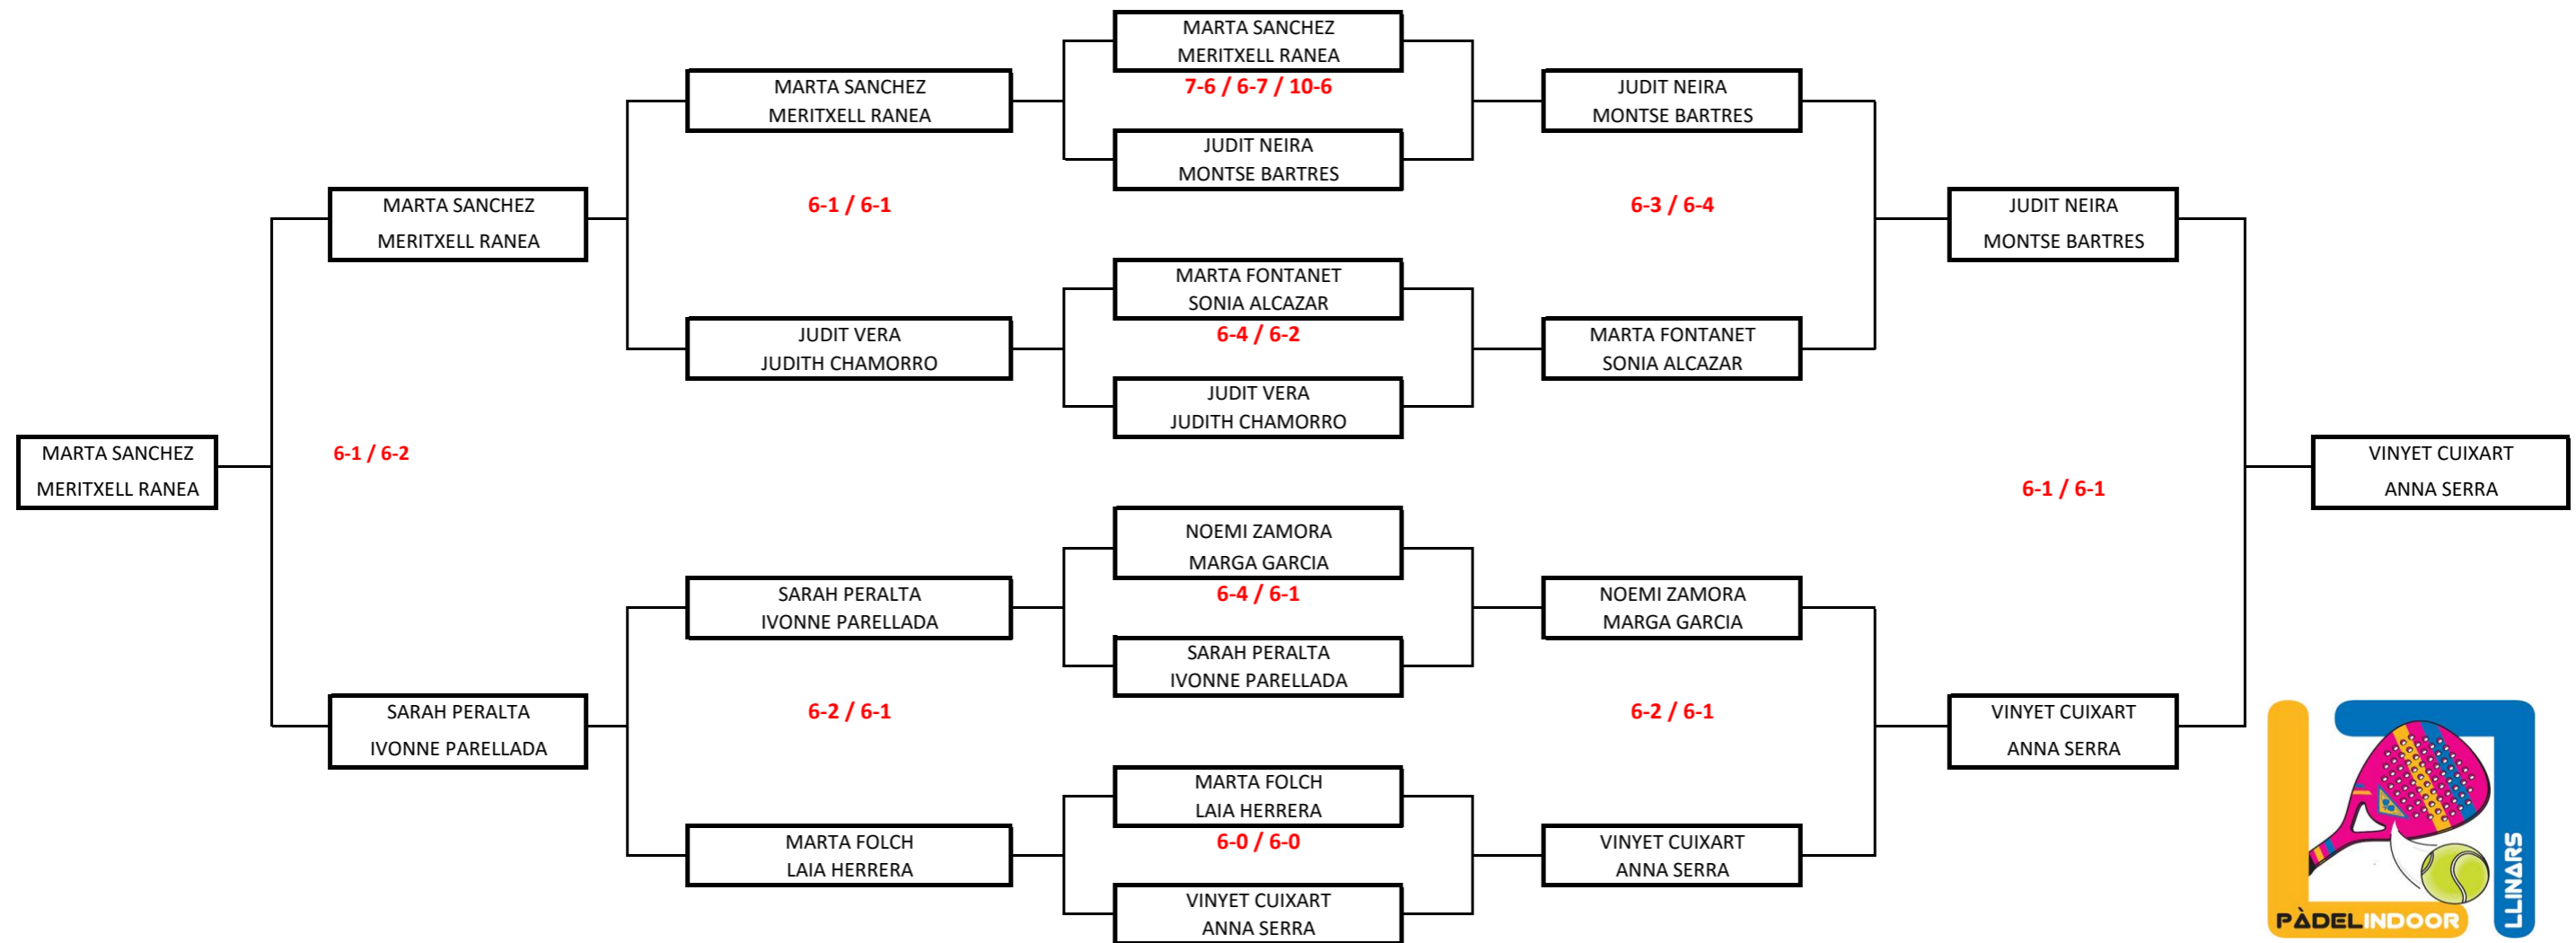 MARTA SANCHEZ
MERITXELL RANEA
MARTA SANCHEZ
MERITXELL RANEA
7-6 / 6-7 / 10-6
JUDIT NEIRA
MONTSE BARTRES
JUDIT NEIRA
MONTSE BARTRES
MARTA SANCHEZ
MERITXELL RANEA
6-1 / 6-1
6-3 / 6-4
JUDIT NEIRA
MONTSE BARTRES
MARTA FONTANET
SONIA ALCAZAR
JUDIT VERA
JUDITH CHAMORRO
6-4 / 6-2
MARTA FONTANET
SONIA ALCAZAR
JUDIT VERA
JUDITH CHAMORRO
MARTA SANCHEZ
MERITXELL RANEA
6-1 / 6-2
6-1 / 6-1
VINYET CUIXART
ANNA SERRA
NOEMI ZAMORA
MARGA GARCIA
SARAH PERALTA
IVONNE PARELLADA
6-4 / 6-1
NOEMI ZAMORA
MARGA GARCIA
SARAH PERALTA
IVONNE PARELLADA
SARAH PERALTA
IVONNE PARELLADA
6-2 / 6-1
6-2 / 6-1
VINYET CUIXART
ANNA SERRA
MARTA FOLCH
LAIA HERRERA
MARTA FOLCH
LAIA HERRERA
6-0 / 6-0
VINYET CUIXART
ANNA SERRA
VINYET CUIXART
ANNA SERRA
PÀDELINDOOR
LLINARS